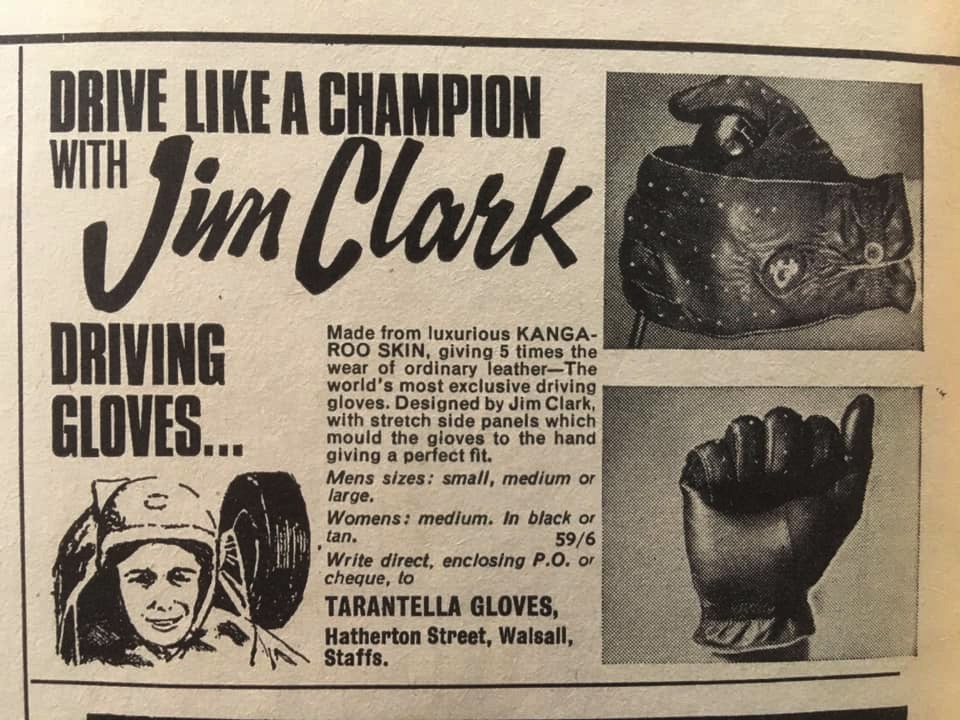 DRIVE LIKE A CHAMPION
WITH Jim Clark
DRIVING
GLOVES...
Made from luxurious KANGA-
ROO SKIN, giving 5 times the
wear of ordinary leather—The
world's most exclusive driving
gloves. Designed by Jim Clark,
with stretch side panels which
mould the gloves to the hand
giving a perfect fit.
Mens sizes: small, medium or
large.
Womens: medium. In black or
tan. 59/6
Write direct, enclosing P.O. or
cheque, to
TARANTELLA GLOVES,
Hatherton Street, Walsall,
Staffs.